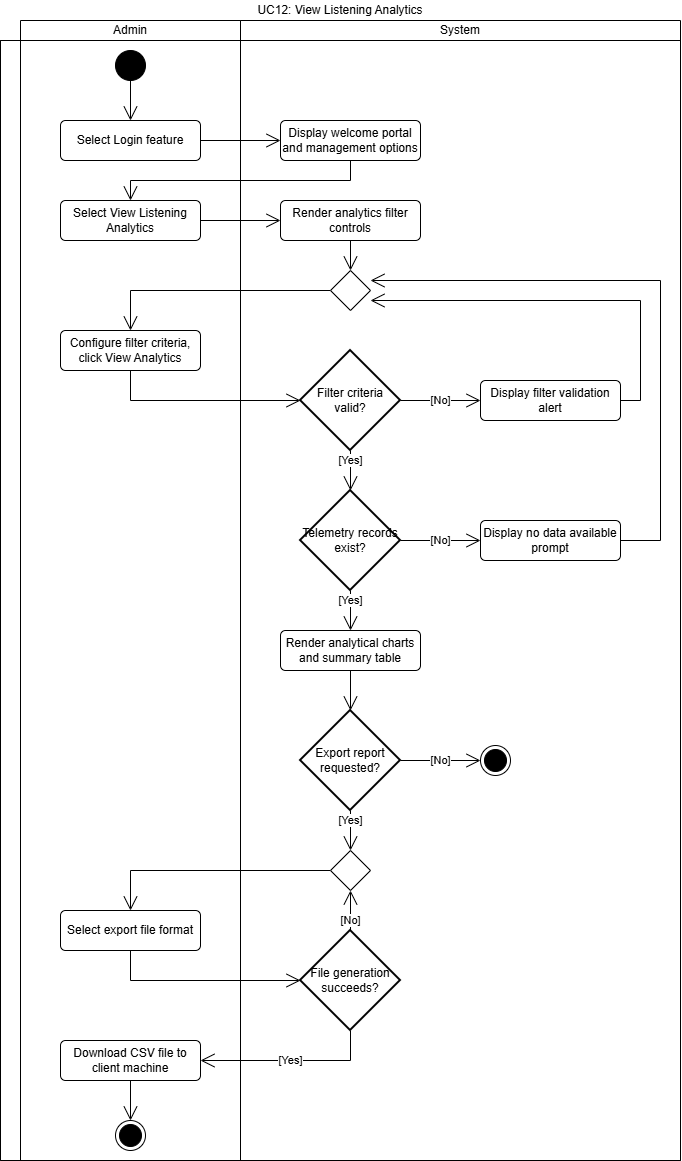 UC12: View Listening Analytics
Admin
System
Select Login feature
Display welcome portal
and management options
Select View Listening
Analytics
Render analytics filter
controls
Configure filter criteria,
click View Analytics
Filter criteria
valid?
[No]
Display filter validation
alert
[Yes]
Telemetry records
exist?
[No]
Display no data available
prompt
[Yes]
Render analytical charts
and summary table
Export report
requested?
[No]
[Yes]
Select export file format
[No]
File generation
succeeds?
Download CSV file to
client machine
[Yes]